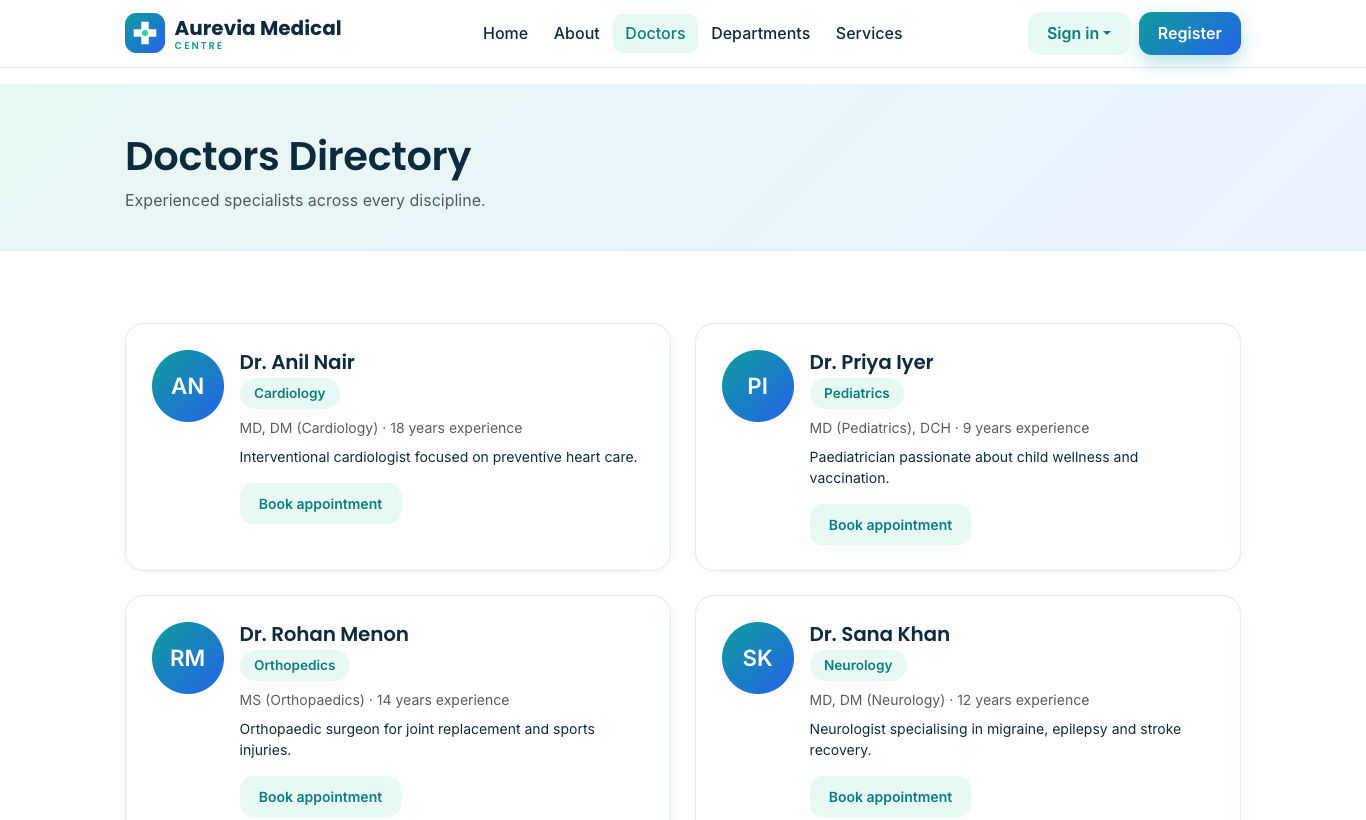 Aurevia Medical
CENTRE
Home
About
Doctors
Departments
Services
Sign in
Register
Doctors Directory
Experienced specialists across every discipline.
AN
Dr. Anil Nair
Cardiology
MD, DM (Cardiology) · 18 years experience
Interventional cardiologist focused on preventive heart care.
Book appointment
PI
Dr. Priya Iyer
Pediatrics
MD (Pediatrics), DCH · 9 years experience
Paediatrician passionate about child wellness and
vaccination.
Book appointment
RM
Dr. Rohan Menon
Orthopedics
MS (Orthopaedics) · 14 years experience
Orthopaedic surgeon for joint replacement and sports
injuries.
Book appointment
SK
Dr. Sana Khan
Neurology
MD, DM (Neurology) · 12 years experience
Neurologist specialising in migraine, epilepsy and stroke
recovery.
Book appointment